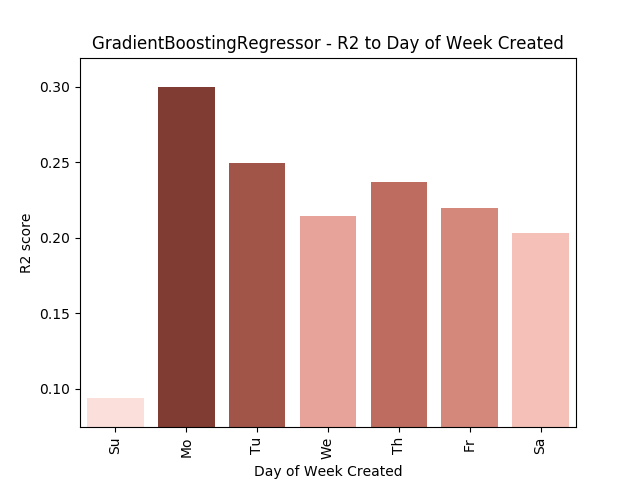 GradientBoostingRegressor - R2 to Day of Week Created
0.30
0.25
0.20
0.15
0.10
R2 score
Su
Mo
Tu
We
Th
Fr
Sa
Day of Week Created